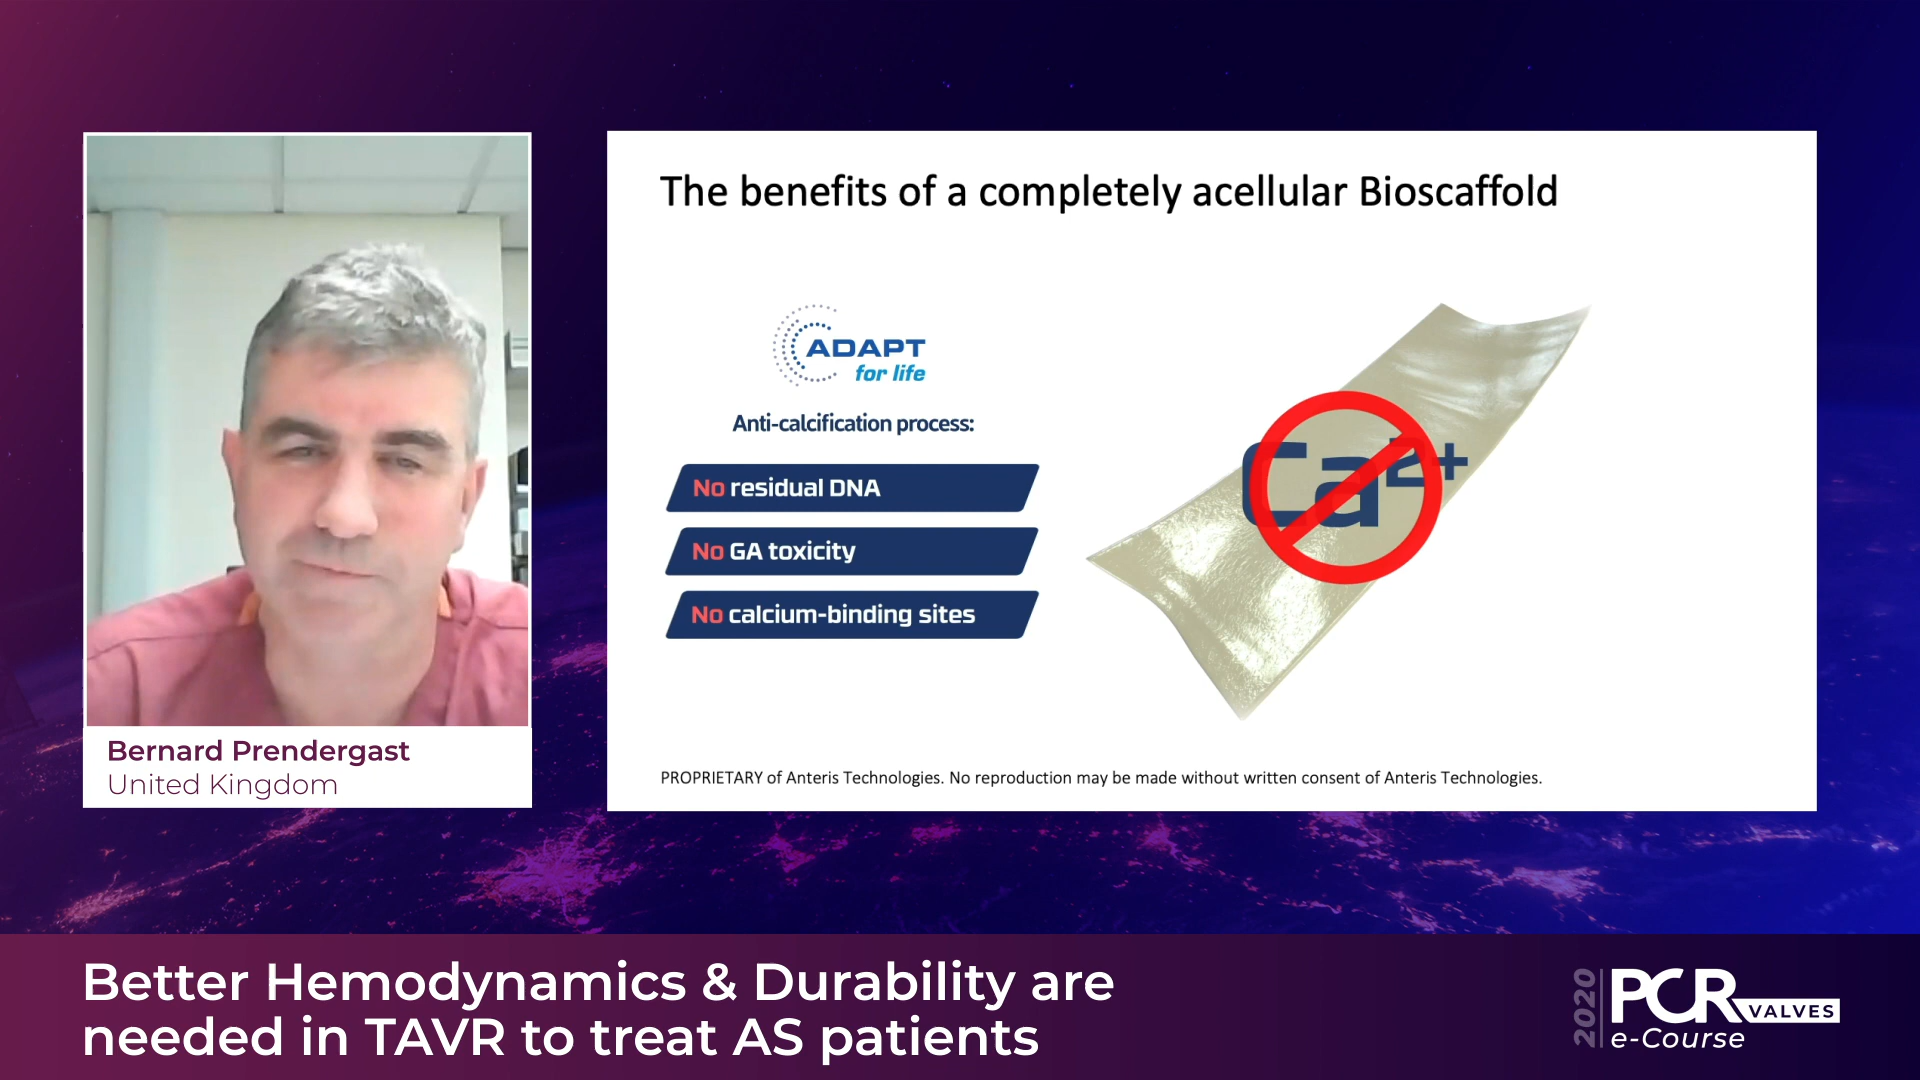 The benefits of a completely acellular Bioscaffold
ADAPT
for life
Anti-calcification process:
No residual DNA
No GA toxicity
No calcium-binding sites
Ca2+
PROPRIETARY of Anteris Technologies. No reproduction may be made without written consent of Anteris Technologies.
Bernard Prendergast
United Kingdom
Better Hemodynamics & Durability are
needed in TAVR to treat AS patients
2020
PCR
VALVES
e-Course